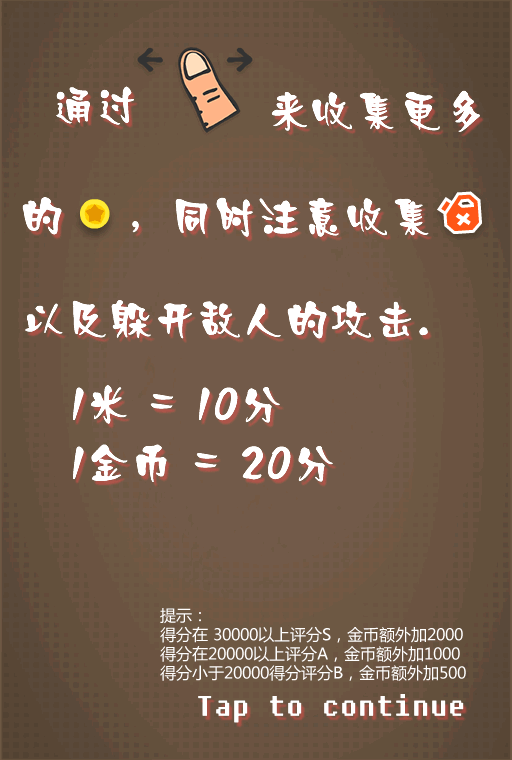 通过 来收集更多
的 ，同时注意收集
以及躲开敌人的攻击.
1米 = 10分
1金币 = 20分
提示：
得分在 30000以上评分S，金币额外加2000
得分在20000以上评分A，金币额外加1000
得分小于20000得分评分B，金币额外加500
Tap to continue